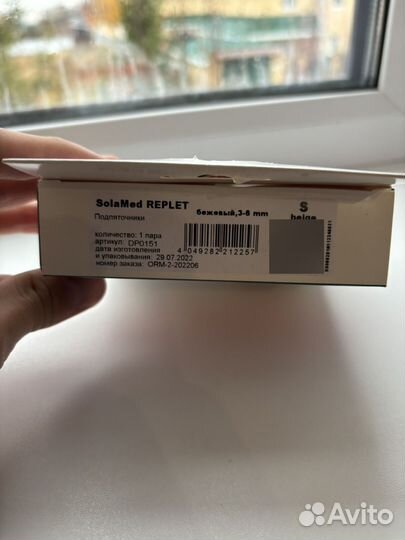 SolaMed REPLET
бежевый,3-6 mm
S
beige
Подпяточники
количество: 1 пара
артикул: DP0151
дата изготовления
и упаковывания: 29.07.2022
номер заказа: ORM-2-202206
4 049282 212257
Avito